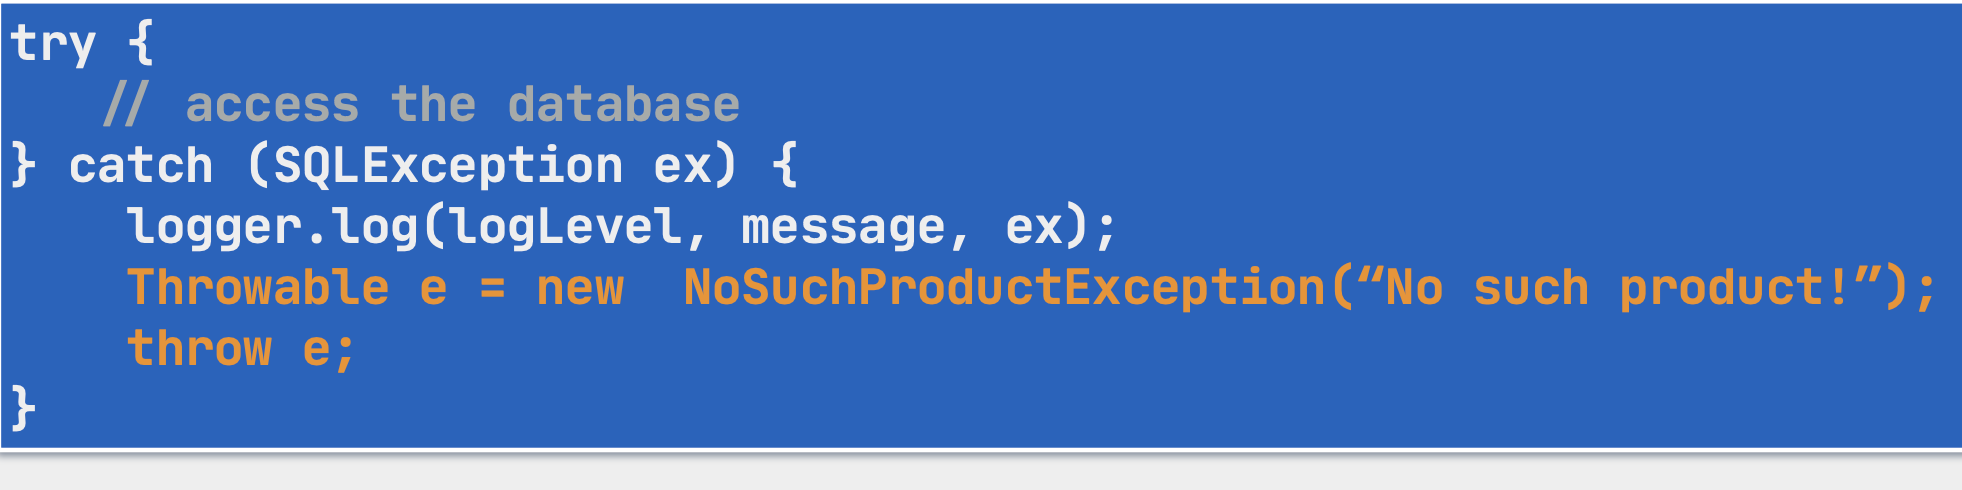 try {
// access the database
} catch (SQLException ex) {
logger.log(logLevel, message, ex);
Throwable e = new  NoSuchProductException(“No such product!”);
throw e;
}